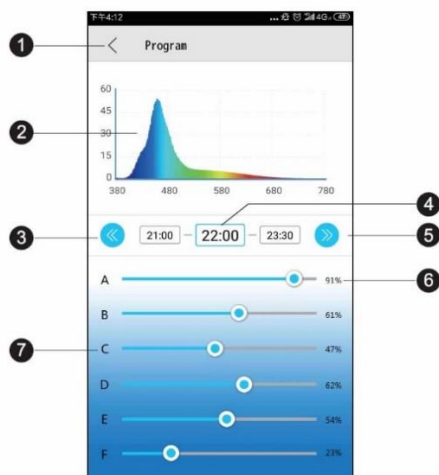 下午4:12 ... 4G
1
Program
60
45
2 30
15
0
380 480 580 680 780
4
3 21:00 – 22:00 – 23:30 5
A 91% 6
B 61%
7 C 47%
D 62%
E 54%
F 23%